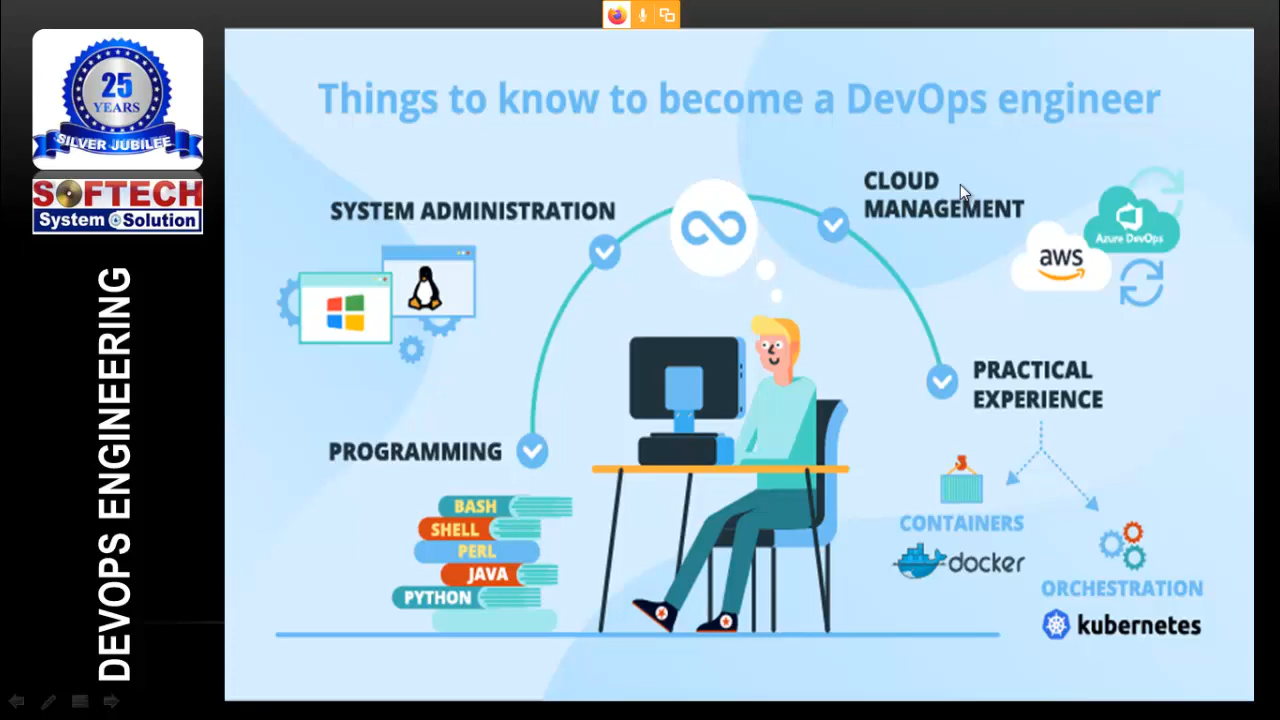 25
YEARS
SILVER JUBILEE
SOFTECH
System Solution
DEVOPS ENGINEERING
Things to know to become a DevOps engineer
SYSTEM ADMINISTRATION
CLOUD
MANAGEMENT
aws
Azure DevOps
PRACTICAL
EXPERIENCE
PROGRAMMING
BASH
SHELL
PERL
JAVA
PYTHON
CONTAINERS
docker
ORCHESTRATION
kubernetes